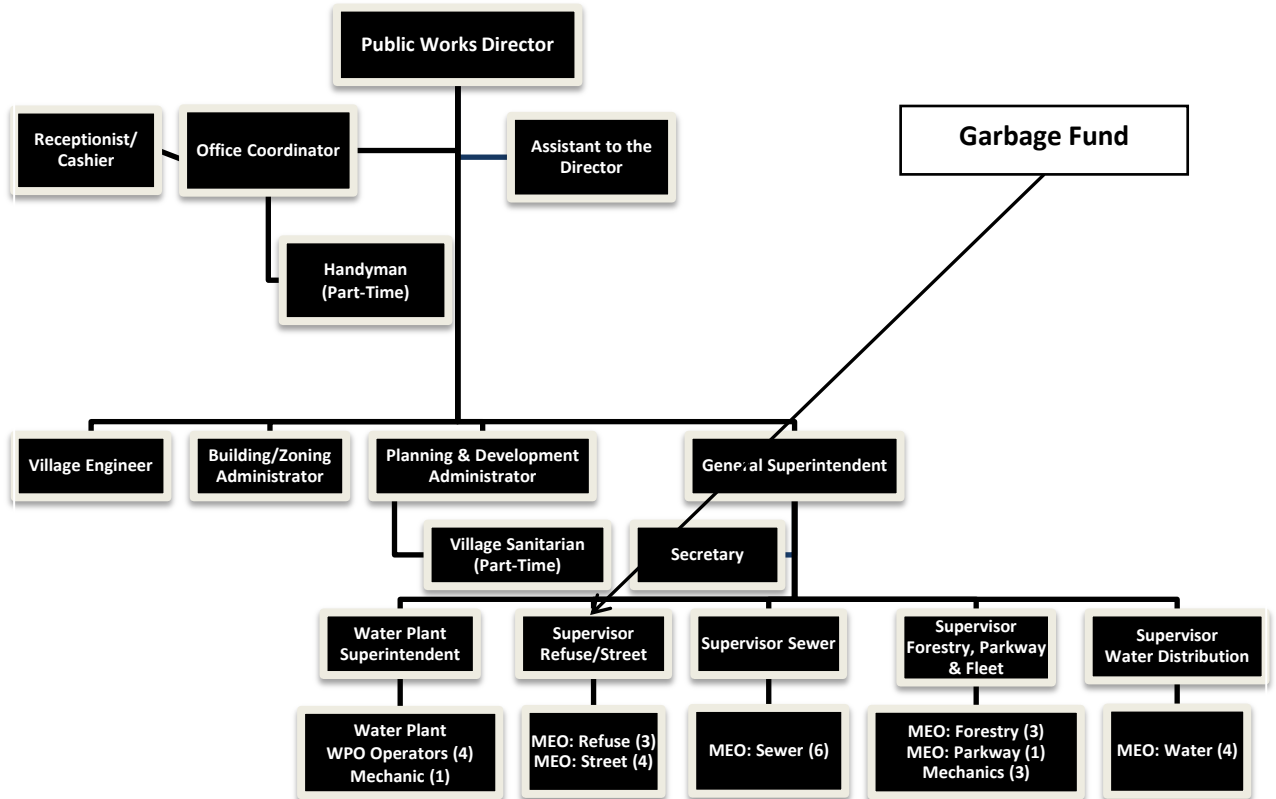 Public Works Director
Receptionist/
Cashier
Office Coordinator
Assistant to the
Director
Garbage Fund
Handyman
(Part-Time)
Village Engineer
Building/Zoning
Administrator
Planning & Development
Administrator
General Superintendent
Village Sanitarian
(Part-Time)
Secretary
Water Plant
Superintendent
Supervisor
Refuse/Street
Supervisor Sewer
Supervisor
Forestry, Parkway
& Fleet
Supervisor
Water Distribution
Water Plant
WPO Operators (4)
Mechanic (1)
MEO: Refuse (3)
MEO: Street (4)
MEO: Sewer (6)
MEO: Forestry (3)
MEO: Parkway (1)
Mechanics (3)
MEO: Water (4)